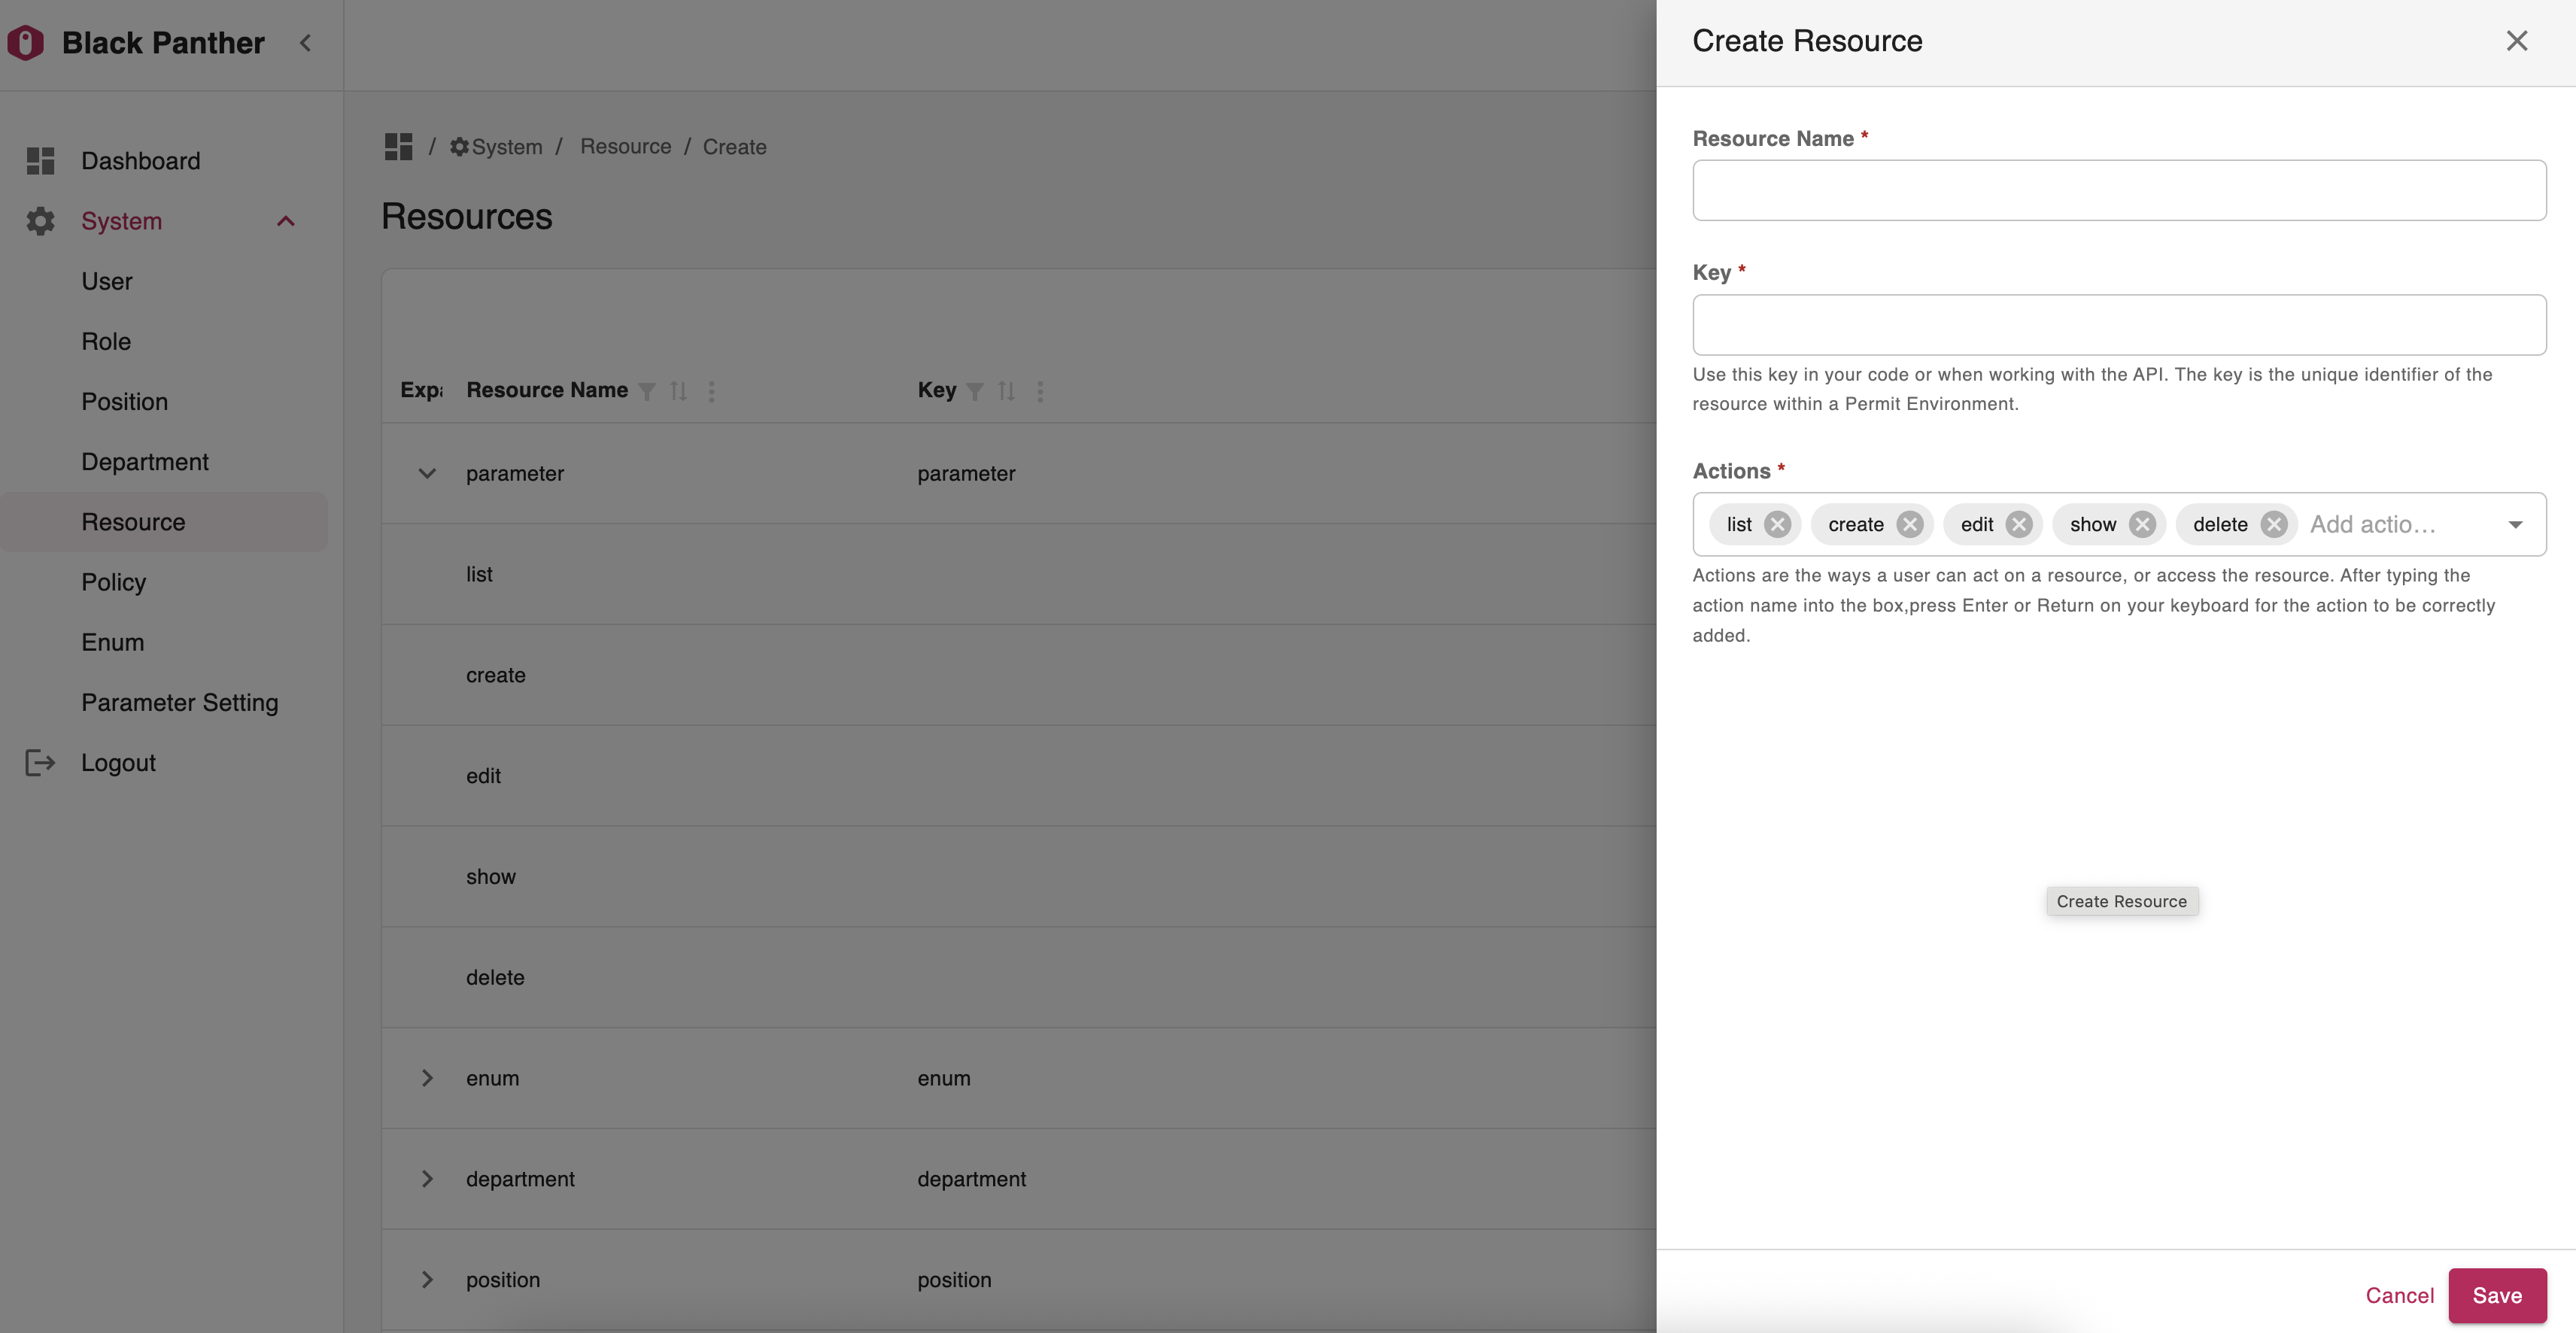 Black Panther
Dashboard
System
User
Role
Position
Department
Resource
Policy
Enum
Parameter Setting
Logout
/ System / Resource / Create
Resources
Expa Resource Name Key
parameter parameter
list
create
edit
show
delete
enum enum
department department
position position
Create Resource
Resource Name *
Key *
Use this key in your code or when working with the API. The key is the unique identifier of the
resource within a Permit Environment.
Actions *
list create edit show delete Add actio…
Actions are the ways a user can act on a resource, or access the resource. After typing the
action name into the box,press Enter or Return on your keyboard for the action to be correctly
added.
Create Resource
Cancel Save